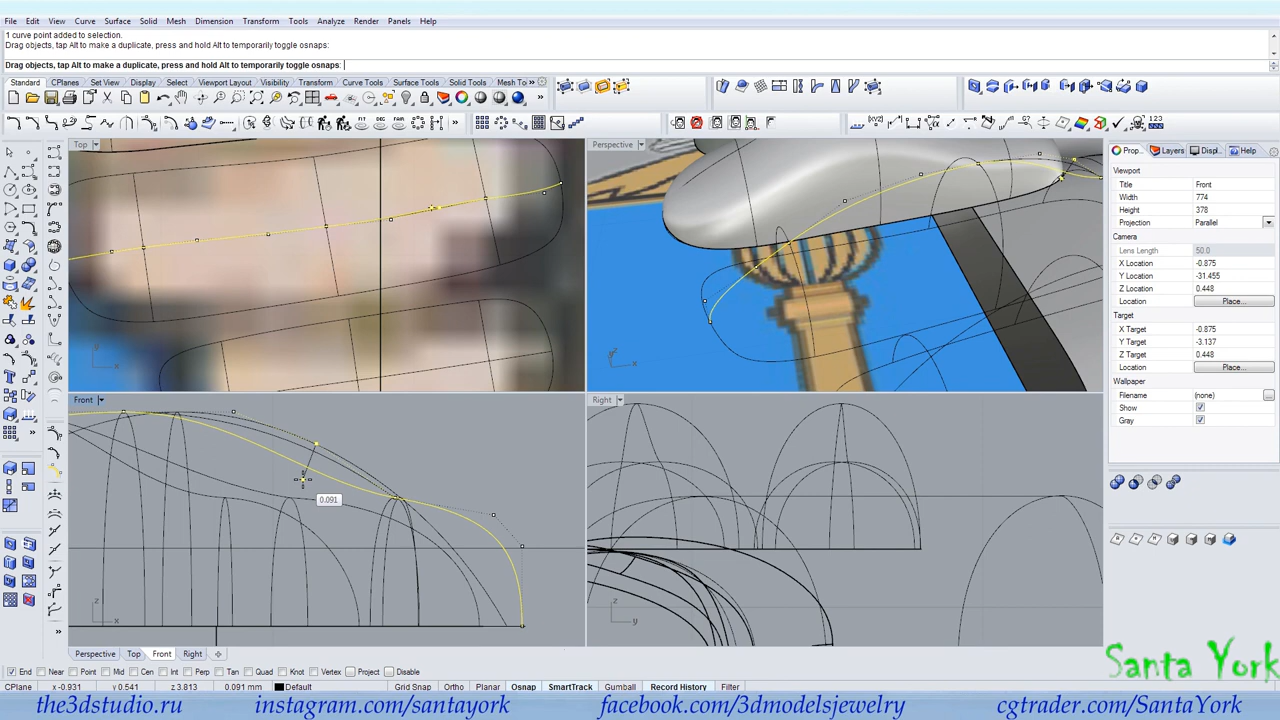 File Edit View Curve Surface Solid Mesh Dimension Transform Tools Analyze Render Panels Help
1 curve point added to selection.
Drag objects, tap Alt to make a duplicate, press and hold Alt to temporarily toggle osnaps:
Drag objects, tap Alt to make a duplicate, press and hold Alt to temporarily toggle osnaps:
Standard CPlanes Set View Display Select Viewport Layout Visibility Transform Curve Tools Surface Tools Solid Tools Mesh To
Top
Perspective
Prop... Layers Displ... Help
Viewport
Title Front
Width 774
Height 378
Projection Parallel
Camera
Lens Length 50.0
X Location -0.875
Y Location -31.455
Z Location 0.448
Location Place...
Target
X Target -0.875
Y Target -3.137
Z Target 0.448
Location Place...
Wallpaper
Filename (none)
Show
Gray
Front
Right
0.091
Perspective Top Front Right
End Near Point Mid Cen Int Perp Tan Quad Knot Vertex Project Disable
CPlane x -0.931 y 0.541 z 3.813 0.091 mm Default Grid Snap Ortho Planar Osnap SmartTrack Gumball Record History Filter
Santa York
the3dstudio.ru instagram.com/santayork facebook.com/3dmodelsjewelry cgtrader.com/SantaYork